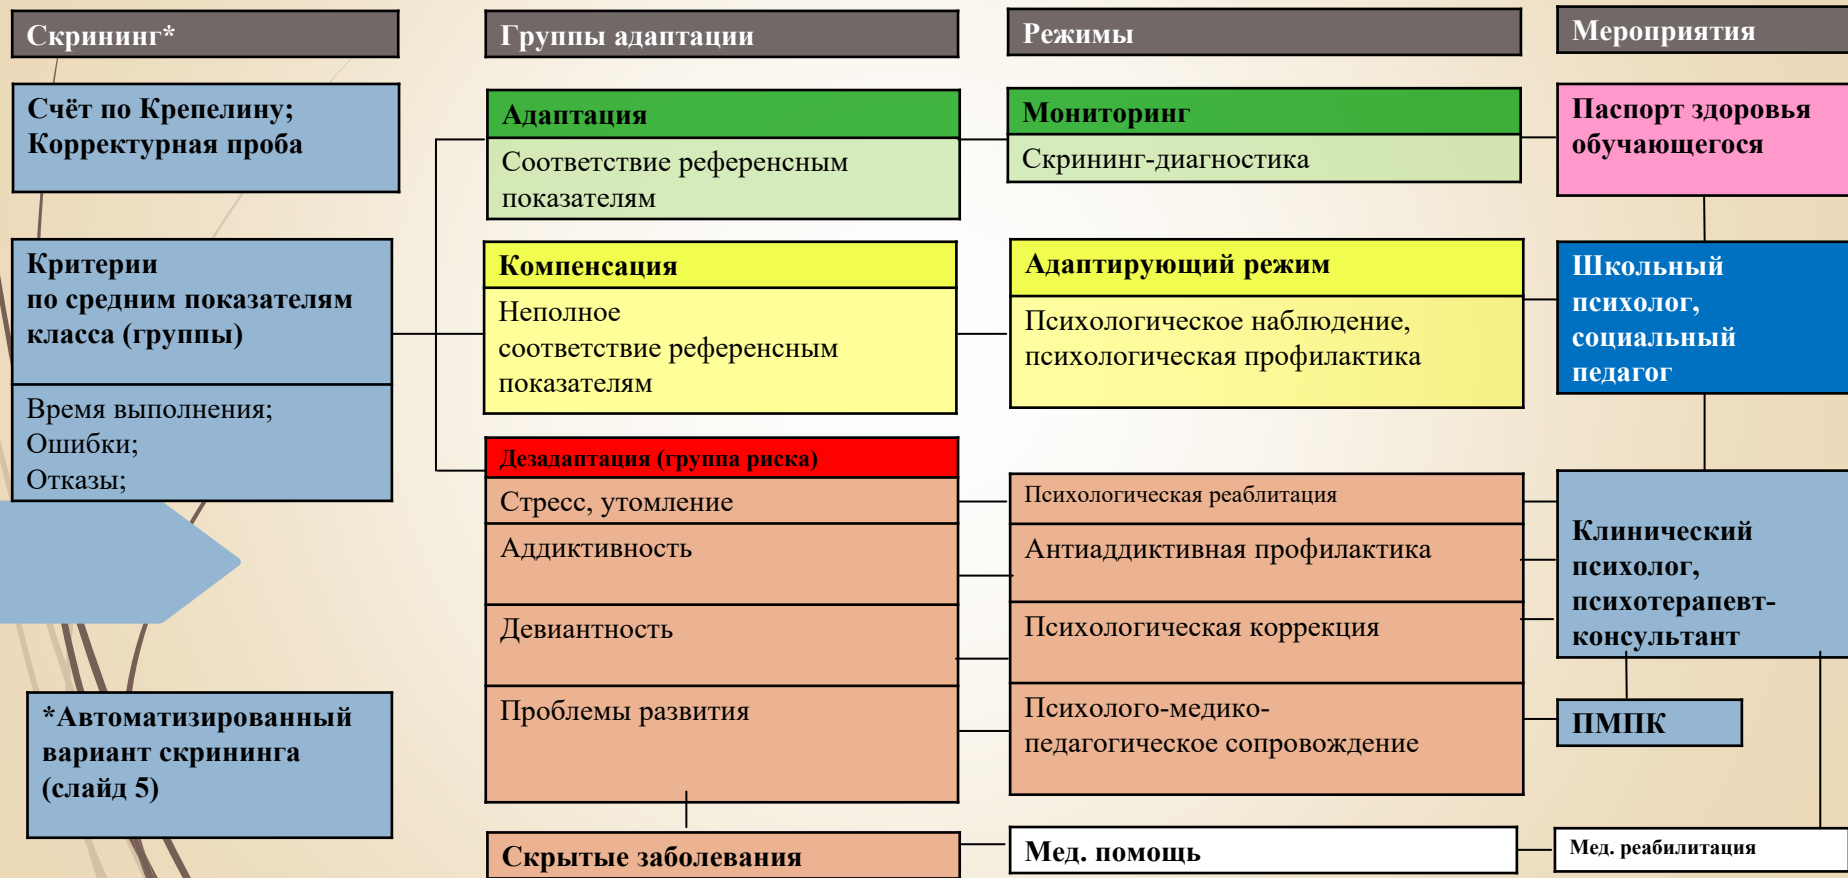 Скрининг*
Группы адаптации
Режимы
Мероприятия
Счёт по Крепелину;
Корректурная проба
Критерии
по средним показателям
класса (группы)
Время выполнения;
Ошибки;
Отказы;
*Автоматизированный
вариант скрининга
(слайд 5)
Адаптация
Соответствие референсным
показателям
Компенсация
Неполное
соответствие референсным
показателям
Дезадаптация (группа риска)
Стресс, утомление
Аддиктивность
Девиантность
Проблемы развития
Скрытые заболевания
Мониторинг
Скрининг-диагностика
Адаптирующий режим
Психологическое наблюдение,
психологическая профилактика
Психологическая реаблитация
Антиаддиктивная профилактика
Психологическая коррекция
Психолого-медико-
педагогическое сопровождение
Мед. помощь
Паспорт здоровья
обучающегося
Школьный
психолог,
социальный
педагог
Клинический
психолог,
психотерапевт-
консультант
ПМПК
Мед. реабилитация